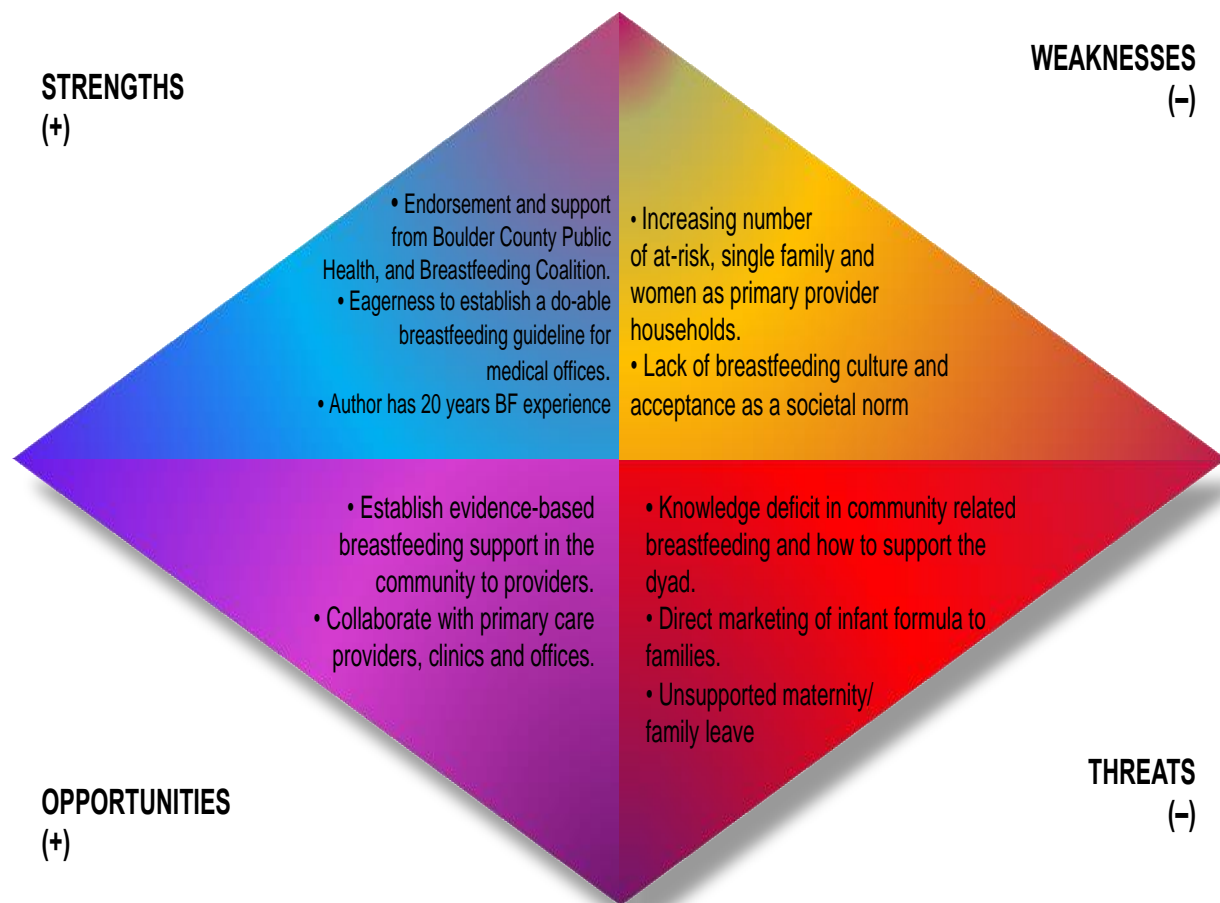 STRENGTHS
(+)
WEAKNESSES
(–)
• Endorsement and support
from Boulder County Public
Health, and Breastfeeding Coalition.
• Eagerness to establish a do-able
breastfeeding guideline for
medical offices.
• Author has 20 years BF experience
• Increasing number
of at-risk, single family and
women as primary provider
households.
• Lack of breastfeeding culture and
acceptance as a societal norm
• Establish evidence-based
breastfeeding support in the
community to providers.
• Collaborate with primary care
providers, clinics and offices.
• Knowledge deficit in community related
breastfeeding and how to support the
dyad.
• Direct marketing of infant formula to
families.
• Unsupported maternity/
family leave
OPPORTUNITIES
(+)
THREATS
(–)